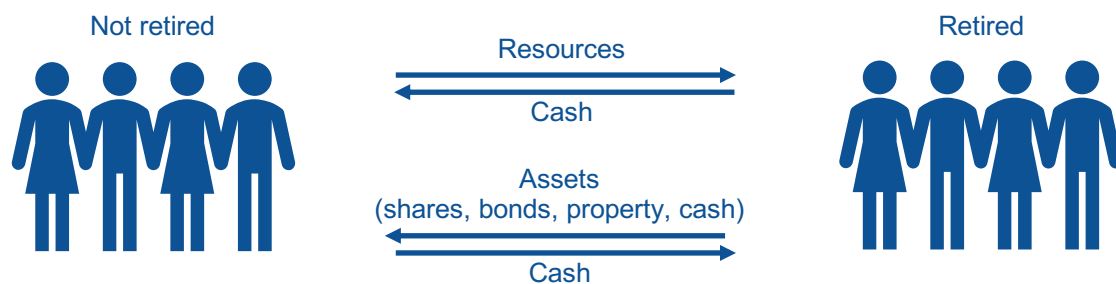 Not retired
Retired
Resources
Cash
Assets
(shares, bonds, property, cash)
Cash